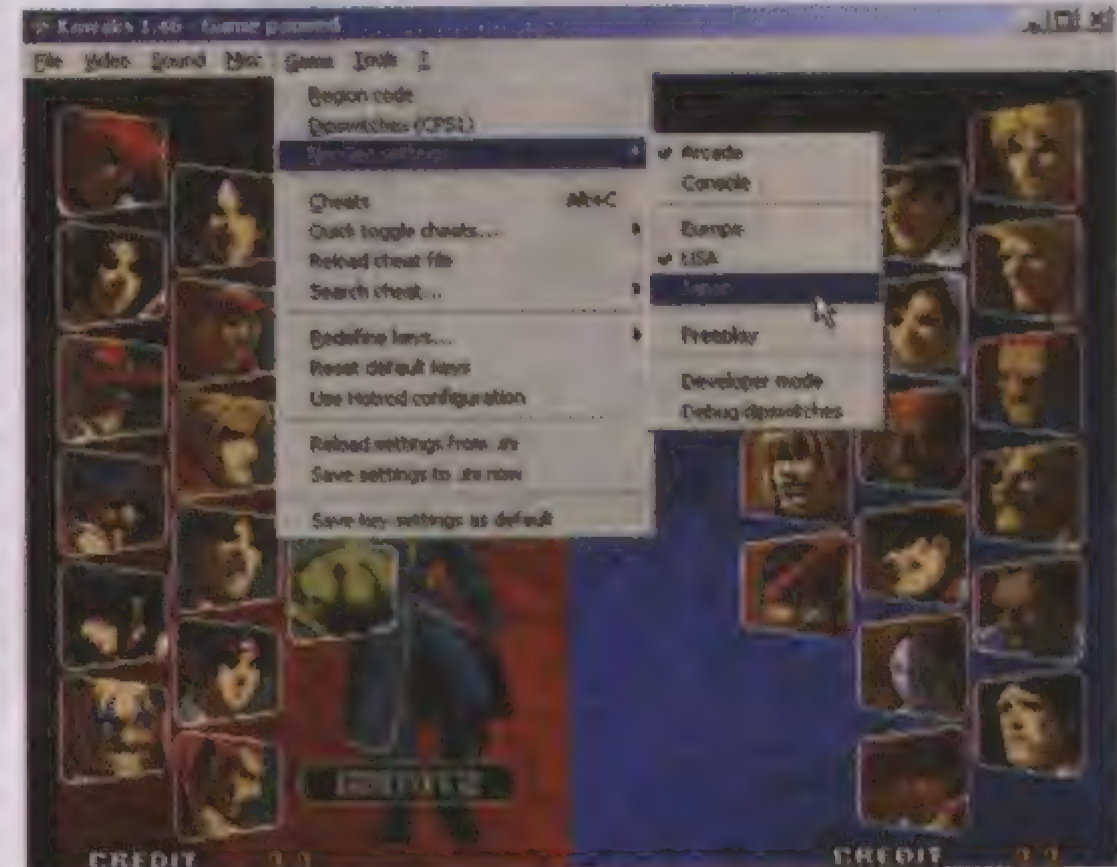 Kawaks 1.46 - Game paused
File Video Sound Misc Game Tools ?
Region code
Dipswitches (CPS1)
NeoGeo settings
Cheats Alt+C
Quick toggle cheats...
Reload cheat file
Search cheat...
Redefine keys...
Reset default keys
Use Hotrod configuration
Reload settings from .ini
Save settings to .ini now
Save key settings as default
Arcade
Console
Europe
USA
Japan
Freeplay
Developer mode
Debug dipswitches
CREDIT
CREDIT